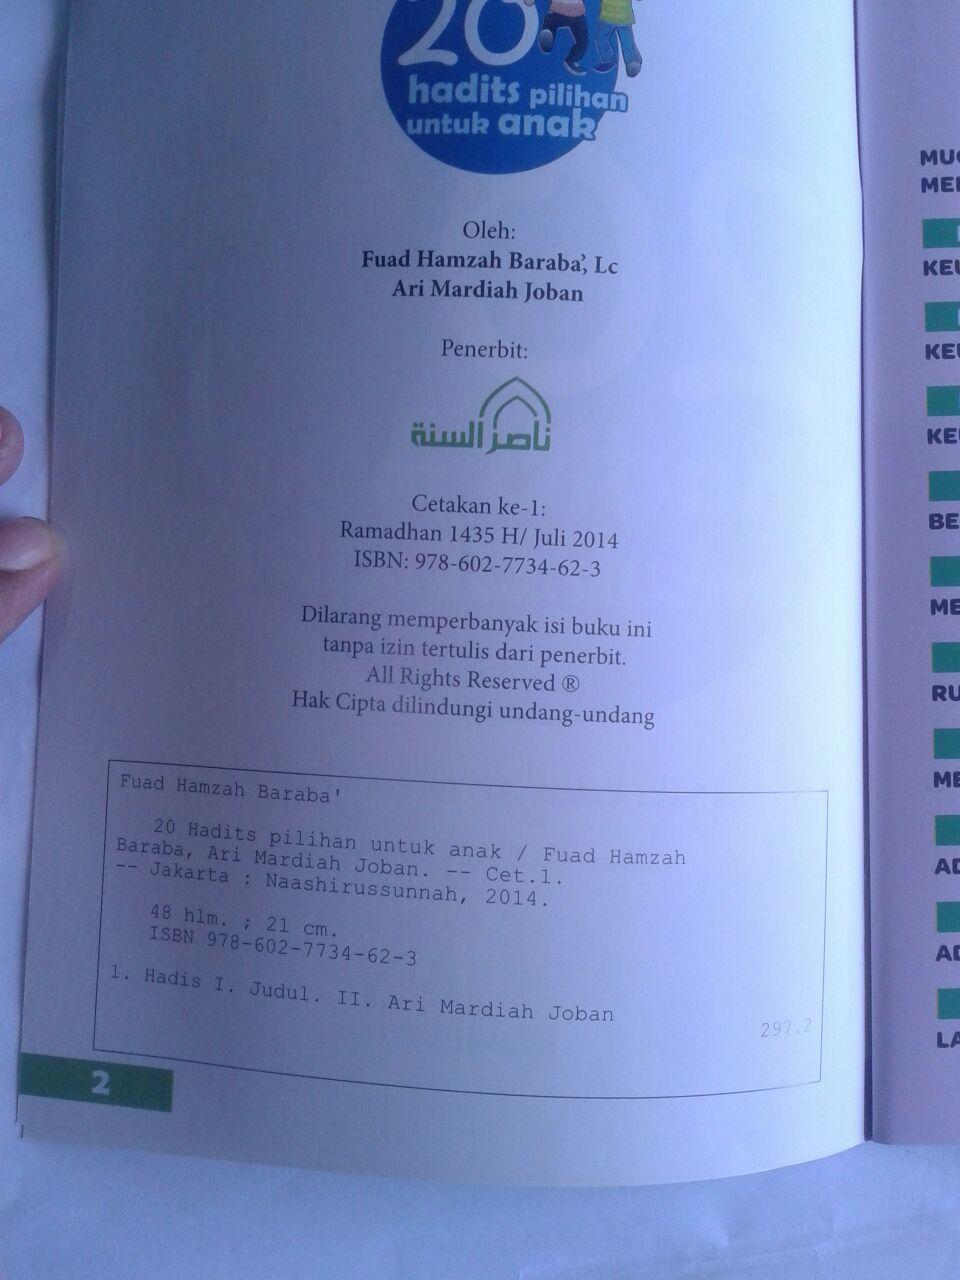 20
hadits pilihan
untuk anak
Oleh:
Fuad Hamzah Baraba', Lc
Ari Mardiah Joban
Penerbit:
ناصر السنة
Cetakan ke-1:
Ramadhan 1435 H/ Juli 2014
ISBN: 978-602-7734-62-3
Dilarang memperbanyak isi buku ini
tanpa izin tertulis dari penerbit.
All Rights Reserved ®
Hak Cipta dilindungi undang-undang
Fuad Hamzah Baraba'
20 Hadits pilihan untuk anak / Fuad Hamzah
Baraba, Ari Mardiah Joban. -- Cet.1.
-- Jakarta : Naashirussunnah, 2014.
48 hlm. ; 21 cm.
ISBN 978-602-7734-62-3
1. Hadis I. Judul. II. Ari Mardiah Joban
297.2
2